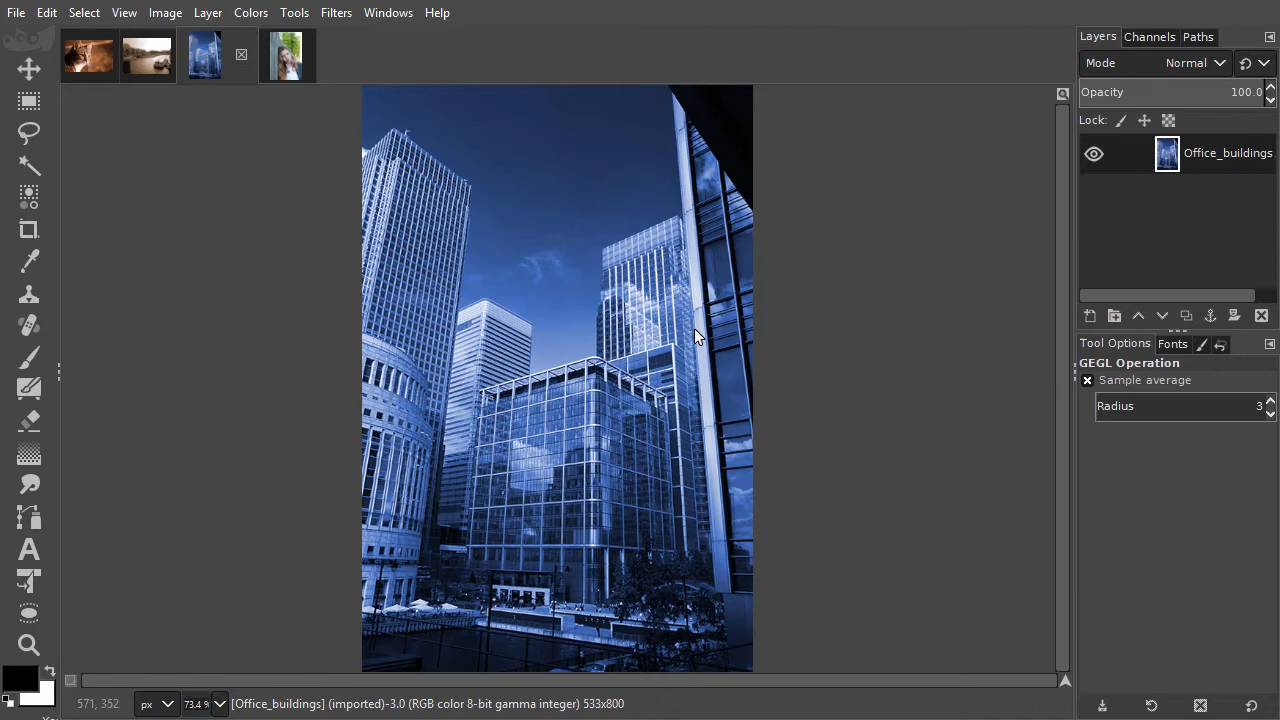 File Edit Select View Image Layer Colors Tools Filters Windows Help
Layers Channels Paths
Mode Normal
Opacity 100.0
Lock:
Office_buildings
Tool Options Fonts
GEGL Operation
Sample average
Radius 3
571, 352 px 73.4 % [Office_buildings] (imported)-3.0 (RGB color 8-bit gamma integer) 533x800